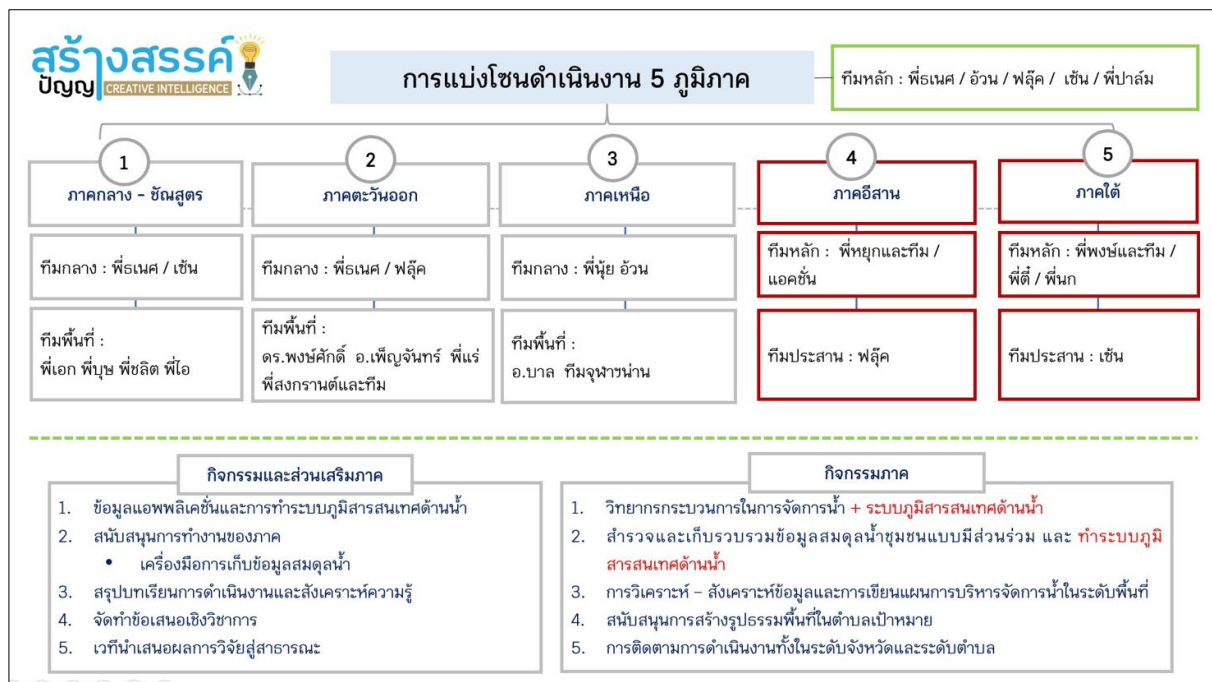 สร้างสรรค์
ปัญญา
CREATIVE INTELLIGENCE
การแบ่งโซนดำเนินงาน 5 ภูมิภาค
ทีมหลัก : พี่ธเนศ / อ้วน / ฟลุ๊ค / เช้น / พี่ปาล์ม
1
ภาคกลาง – ชัณสูตร
ทีมกลาง : พี่ธเนศ / เช้น
ทีมพื้นที่ :
พี่เอก พี่บุษ พี่ชลิต พี่ไอ
2
ภาคตะวันออก
ทีมกลาง : พี่ธเนศ / ฟลุ๊ค
ทีมพื้นที่ :
ดร.พงษ์ศักดิ์ อ.เพ็ญจันทร์ พี่แร่
พี่สงกรานต์และทีม
3
ภาคเหนือ
ทีมกลาง : พี่นุ้ย อ้วน
ทีมพื้นที่ :
อ.บาล ทีมจุฬาฯน่าน
4
ภาคอีสาน
ทีมหลัก : พี่หยุกและทีม /
แอคชั่น
ทีมประสาน : ฟลุ๊ค
5
ภาคใต้
ทีมหลัก : พี่พงษ์และทีม /
พี่ตี๋ / พี่นก
ทีมประสาน : เช้น
กิจกรรมและส่วนเสริมภาค
1. ข้อมูลแอพพลิเคชั่นและการทำระบบภูมิสารสนเทศด้านน้ำ
2. สนับสนุนการทำงานของภาค
• เครื่องมือการเก็บข้อมูลสมดุลน้ำ
3. สรุปบทเรียนการดำเนินงานและสังเคราะห์ความรู้
4. จัดทำข้อเสนอเชิงวิชาการ
5. เวทีนำเสนอผลการวิจัยสู่สาธารณะ
กิจกรรมภาค
1. วิทยากรกระบวนการในการจัดการน้ำ + ระบบภูมิสารสนเทศด้านน้ำ
2. สำรวจและเก็บรวบรวมข้อมูลสมดุลน้ำชุมชนแบบมีส่วนร่วม และ ทำระบบภูมิ
สารสนเทศด้านน้ำ
3. การวิเคราะห์ – สังเคราะห์ข้อมูลและการเขียนแผนการบริหารจัดการน้ำในระดับพื้นที่
4. สนับสนุนการสร้างรูปธรรมพื้นที่ในตำบลเป้าหมาย
5. การติดตามการดำเนินงานทั้งในระดับจังหวัดและระดับตำบล